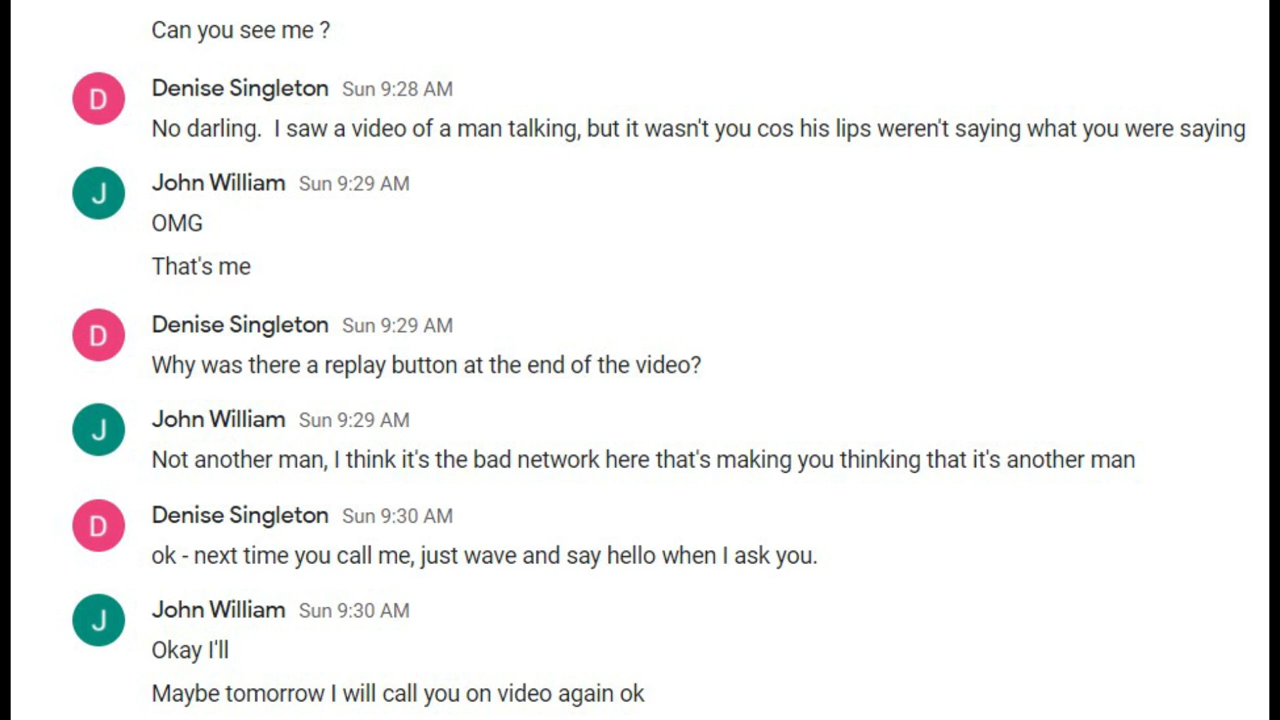 Can you see me ?
D
Denise Singleton Sun 9:28 AM
No darling.  I saw a video of a man talking, but it wasn't you cos his lips weren't saying what you were saying
J
John William Sun 9:29 AM
OMG
That's me
D
Denise Singleton Sun 9:29 AM
Why was there a replay button at the end of the video?
J
John William Sun 9:29 AM
Not another man, I think it's the bad network here that's making you thinking that it's another man
D
Denise Singleton Sun 9:30 AM
ok - next time you call me, just wave and say hello when I ask you.
J
John William Sun 9:30 AM
Okay I'll
Maybe tomorrow I will call you on video again ok